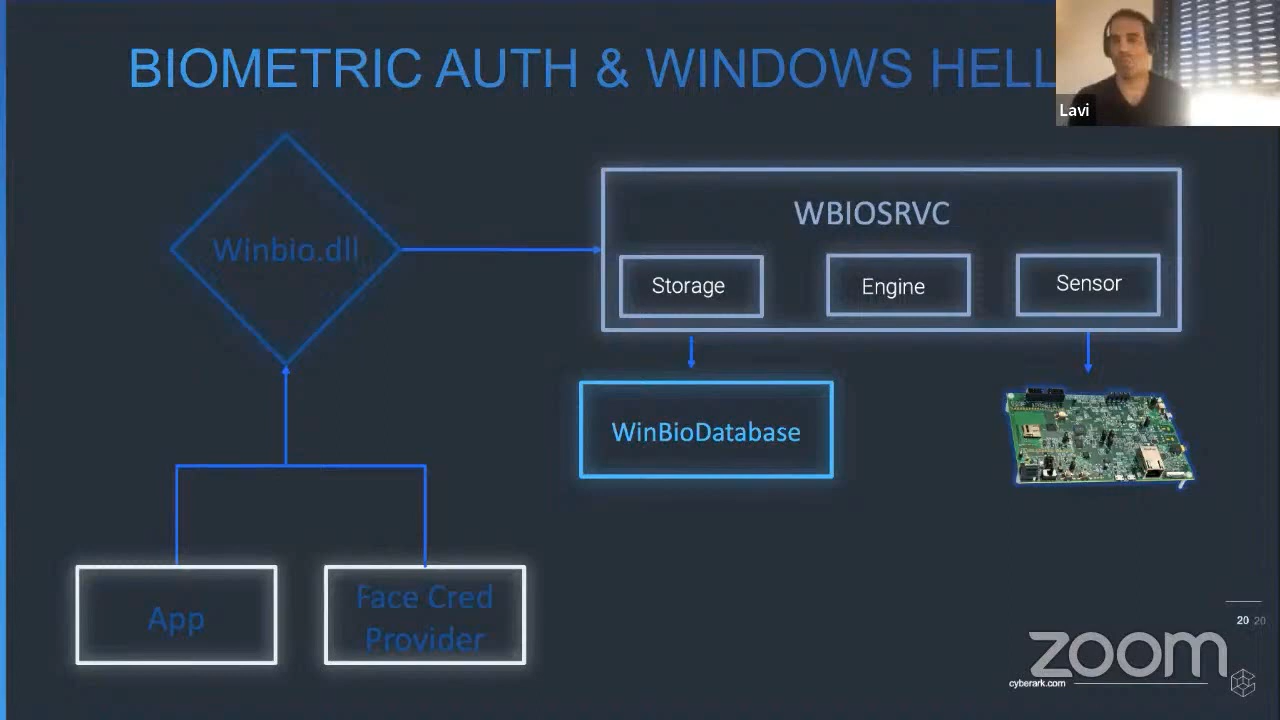 BIOMETRIC AUTH & WINDOWS HELL
Lavi
Winbio.dll
WBIOSRVC
Storage
Engine
Sensor
WinBioDatabase
App
Face Cred
Provider
20 20
zoom
cyberark.com